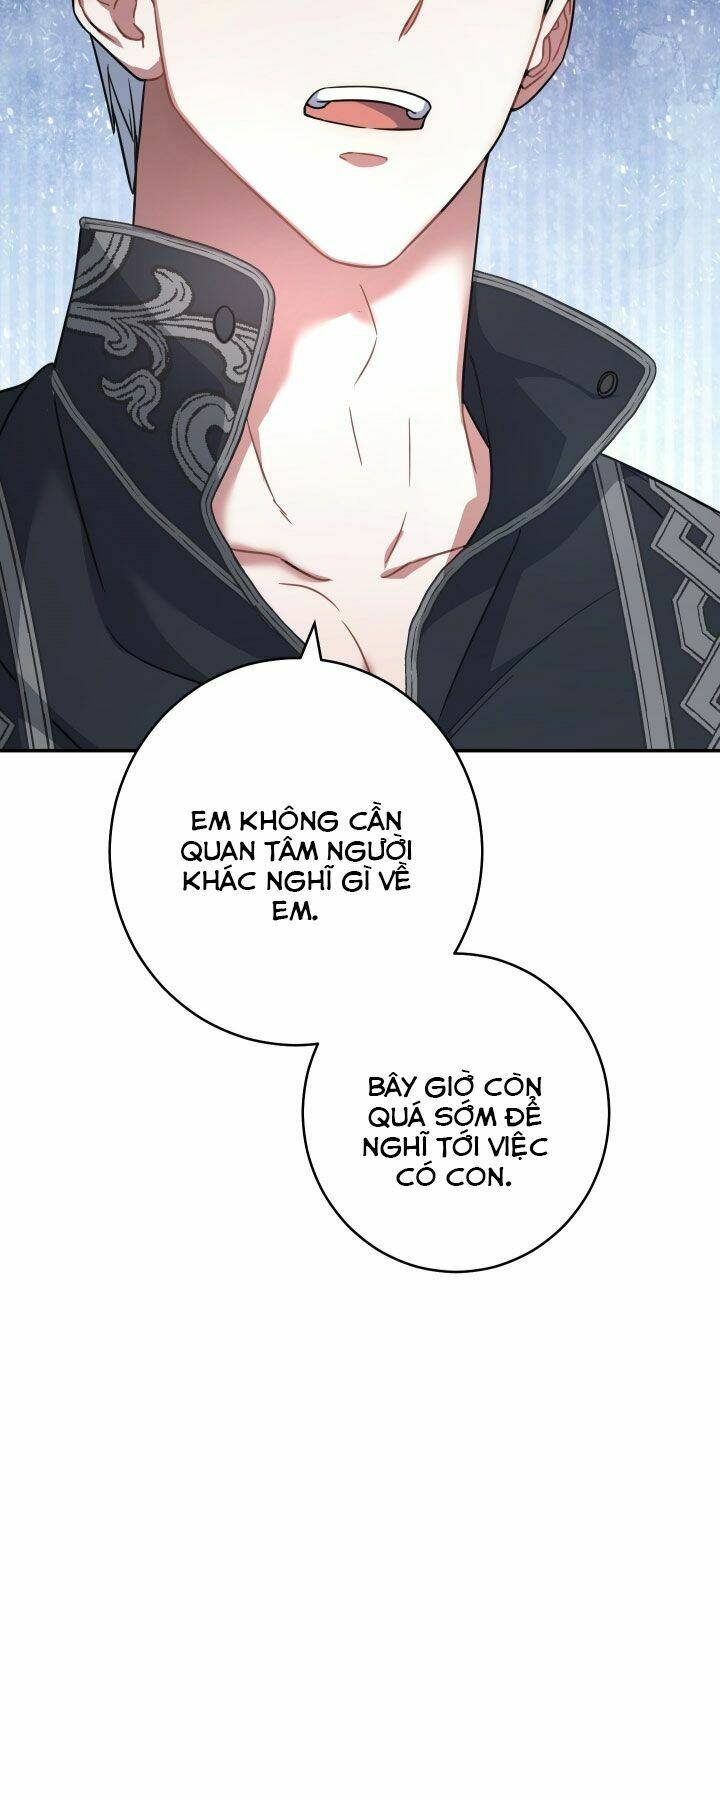 EM KHÔNG CẦN
QUAN TÂM NGƯỜI
KHÁC NGHĨ GÌ VỀ
EM.
BÂY GIỜ CÒN
QUÁ SỚM ĐỂ
NGHĨ TỚI VIỆC
CÓ CON.